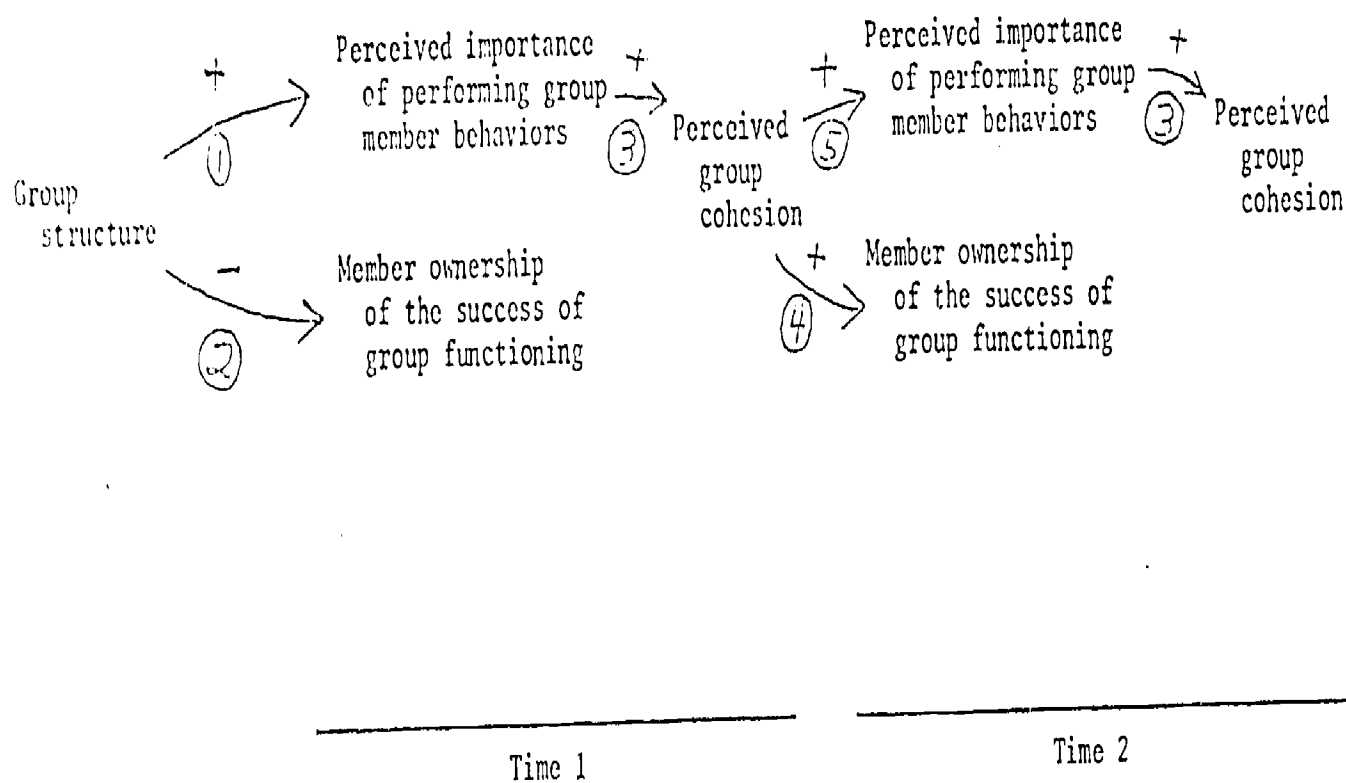 Group
structure
+
①
-
②
Perceived importance
of performing group
member behaviors
Member ownership
of the success of
group functioning
+
③
Perceived
group
cohesion
+
⑤
+
④
Perceived importance
of performing group
member behaviors
Member ownership
of the success of
group functioning
+
③
Perceived
group
cohesion
Time 1
Time 2